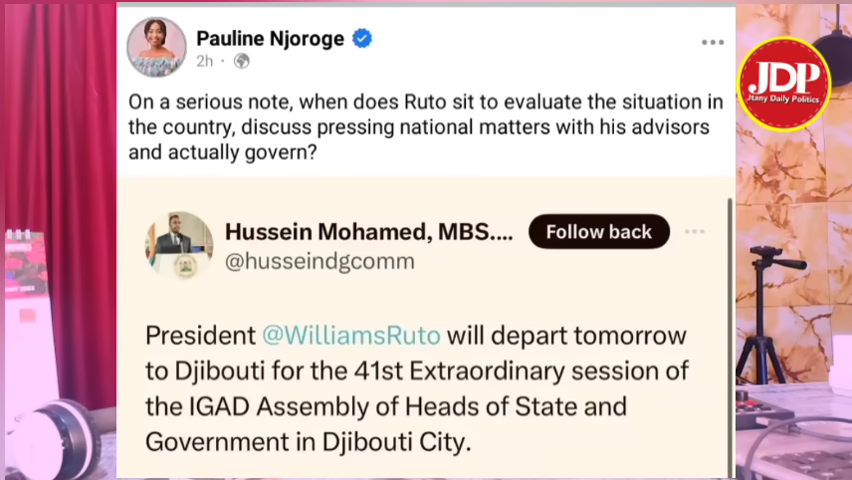 Pauline Njoroge
2h ·
On a serious note, when does Ruto sit to evaluate the situation in
the country, discuss pressing national matters with his advisors
and actually govern?
JDP
Jtany Daily Politics
Hussein Mohamed, MBS....
Follow back
@husseindgcomm
President @WilliamsRuto will depart tomorrow
to Djibouti for the 41st Extraordinary session of
the IGAD Assembly of Heads of State and
Government in Djibouti City.